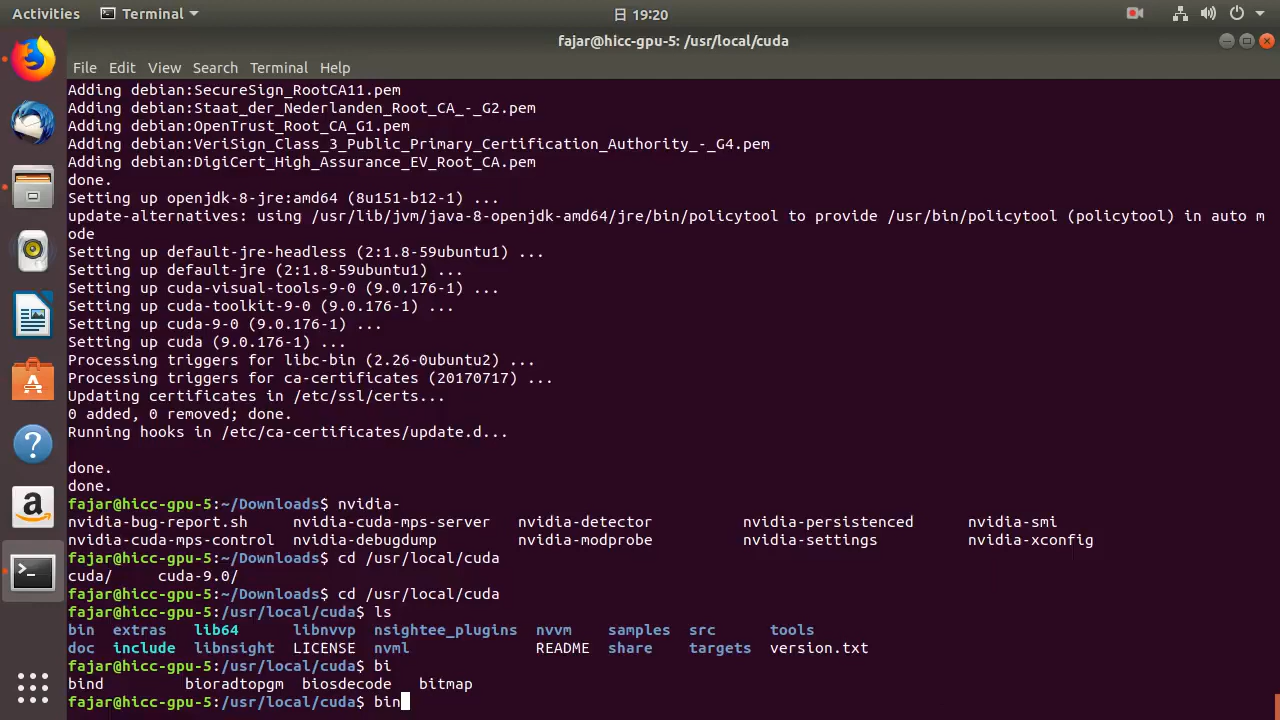 Activities Terminal 日 19:20
fajar@hicc-gpu-5: /usr/local/cuda
File Edit View Search Terminal Help
Adding debian:SecureSign_RootCA11.pem
Adding debian:Staat_der_Nederlanden_Root_CA_-_G2.pem
Adding debian:OpenTrust_Root_CA_G1.pem
Adding debian:VeriSign_Class_3_Public_Primary_Certification_Authority_-_G4.pem
Adding debian:DigiCert_High_Assurance_EV_Root_CA.pem
done.
Setting up openjdk-8-jre:amd64 (8u151-b12-1) ...
update-alternatives: using /usr/lib/jvm/java-8-openjdk-amd64/jre/bin/policytool to provide /usr/bin/policytool (policytool) in auto m
ode
Setting up default-jre-headless (2:1.8-59ubuntu1) ...
Setting up default-jre (2:1.8-59ubuntu1) ...
Setting up cuda-visual-tools-9-0 (9.0.176-1) ...
Setting up cuda-toolkit-9-0 (9.0.176-1) ...
Setting up cuda-9-0 (9.0.176-1) ...
Setting up cuda (9.0.176-1) ...
Processing triggers for libc-bin (2.26-0ubuntu2) ...
Processing triggers for ca-certificates (20170717) ...
Updating certificates in /etc/ssl/certs...
0 added, 0 removed; done.
Running hooks in /etc/ca-certificates/update.d...
done.
done.
fajar@hicc-gpu-5:~/Downloads$ nvidia-
nvidia-bug-report.sh nvidia-cuda-mps-server nvidia-detector nvidia-persistenced nvidia-smi
nvidia-cuda-mps-control nvidia-debugdump nvidia-modprobe nvidia-settings nvidia-xconfig
fajar@hicc-gpu-5:~/Downloads$ cd /usr/local/cuda
cuda/ cuda-9.0/
fajar@hicc-gpu-5:~/Downloads$ cd /usr/local/cuda
fajar@hicc-gpu-5:/usr/local/cuda$ ls
bin extras lib64 libnvvp nsightee_plugins nvvm samples src tools
doc include libnsight LICENSE nvml README share targets version.txt
fajar@hicc-gpu-5:/usr/local/cuda$ bi
bind bioradtopgm biosdecode bitmap
fajar@hicc-gpu-5:/usr/local/cuda$ bin